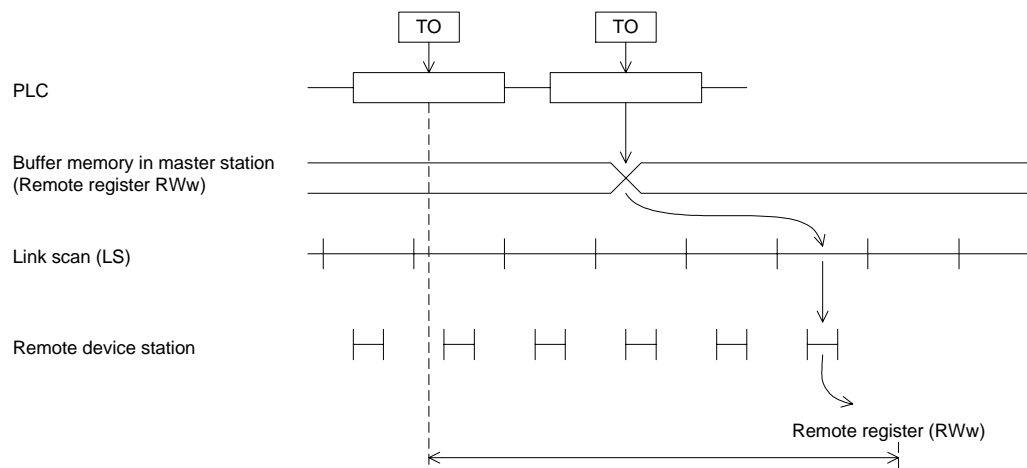 TO TO
PLC
Buffer memory in master station
(Remote register RWw)
Link scan (LS)
Remote device station
Remote register (RWw)